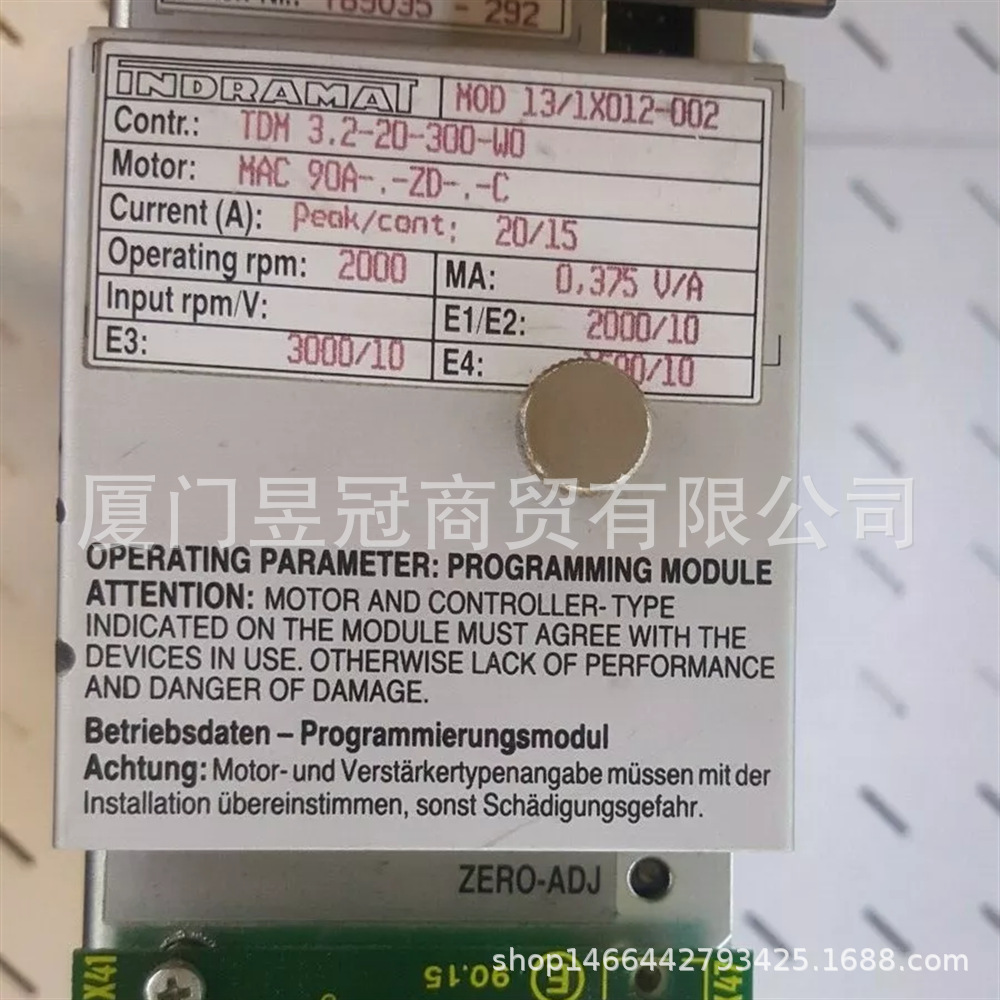 189095 - 292
INDRAMAT MOD 13/1X012-002
Contr.: TDM 3.2-20-300-W0
Motor: MAC 90A-.-ZD-.-C
Current (A): Peak/cont: 20/15
Operating rpm: 2000 MA: 0,375 V/A
Input rpm/V: E1/E2: 2000/10
E3: 3000/10 E4: 00/10
厦门昱冠商贸有限公司
OPERATING PARAMETER: PROGRAMMING MODULE
ATTENTION: MOTOR AND CONTROLLER-TYPE
INDICATED ON THE MODULE MUST AGREE WITH THE
DEVICES IN USE. OTHERWISE LACK OF PERFORMANCE
AND DANGER OF DAMAGE.
Betriebsdaten – Programmierungsmodul
Achtung: Motor- und Verstärkertypenangabe müssen mit der
Installation übereinstimmen, sonst Schädigungsgefahr.
ZERO-ADJ
X41
90.15
shop1466442793425.1688.com